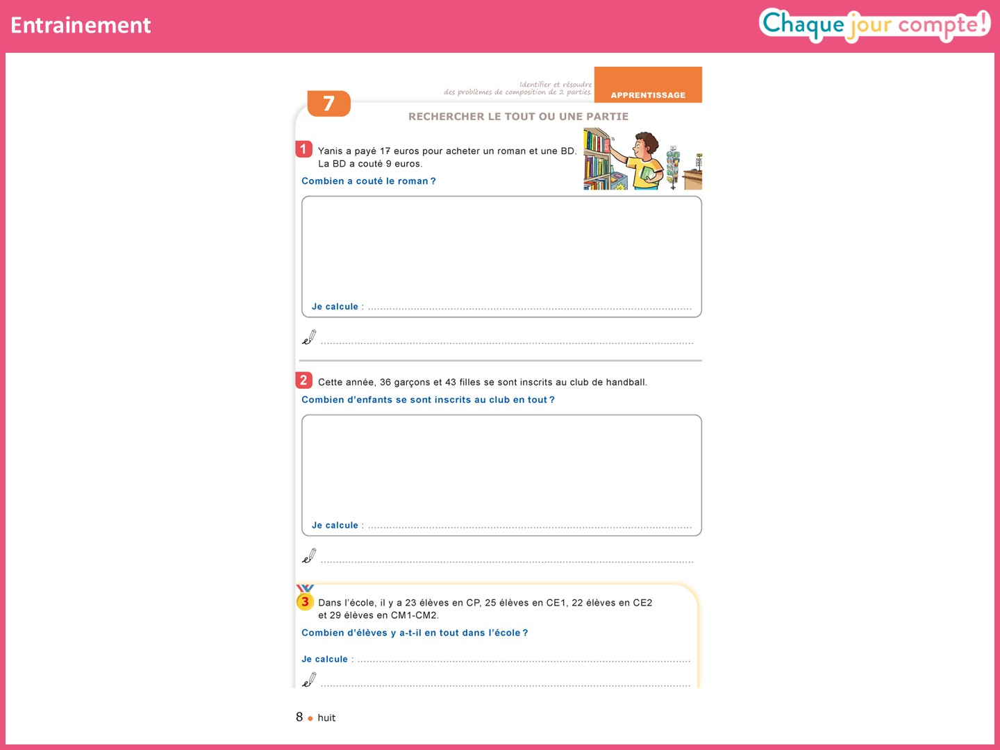 Entrainement
Chaque jour compte!
Identifier et résoudre
des problèmes de composition de 2 parties.
APPRENTISSAGE
7
RECHERCHER LE TOUT OU UNE PARTIE
1 Yanis a payé 17 euros pour acheter un roman et une BD.
La BD a couté 9 euros.
Combien a couté le roman ?
Je calcule :
2 Cette année, 36 garçons et 43 filles se sont inscrits au club de handball.
Combien d’enfants se sont inscrits au club en tout ?
Je calcule :
3 Dans l’école, il y a 23 élèves en CP, 25 élèves en CE1, 22 élèves en CE2
et 29 élèves en CM1-CM2.
Combien d’élèves y a-t-il en tout dans l’école ?
Je calcule :
8 • huit